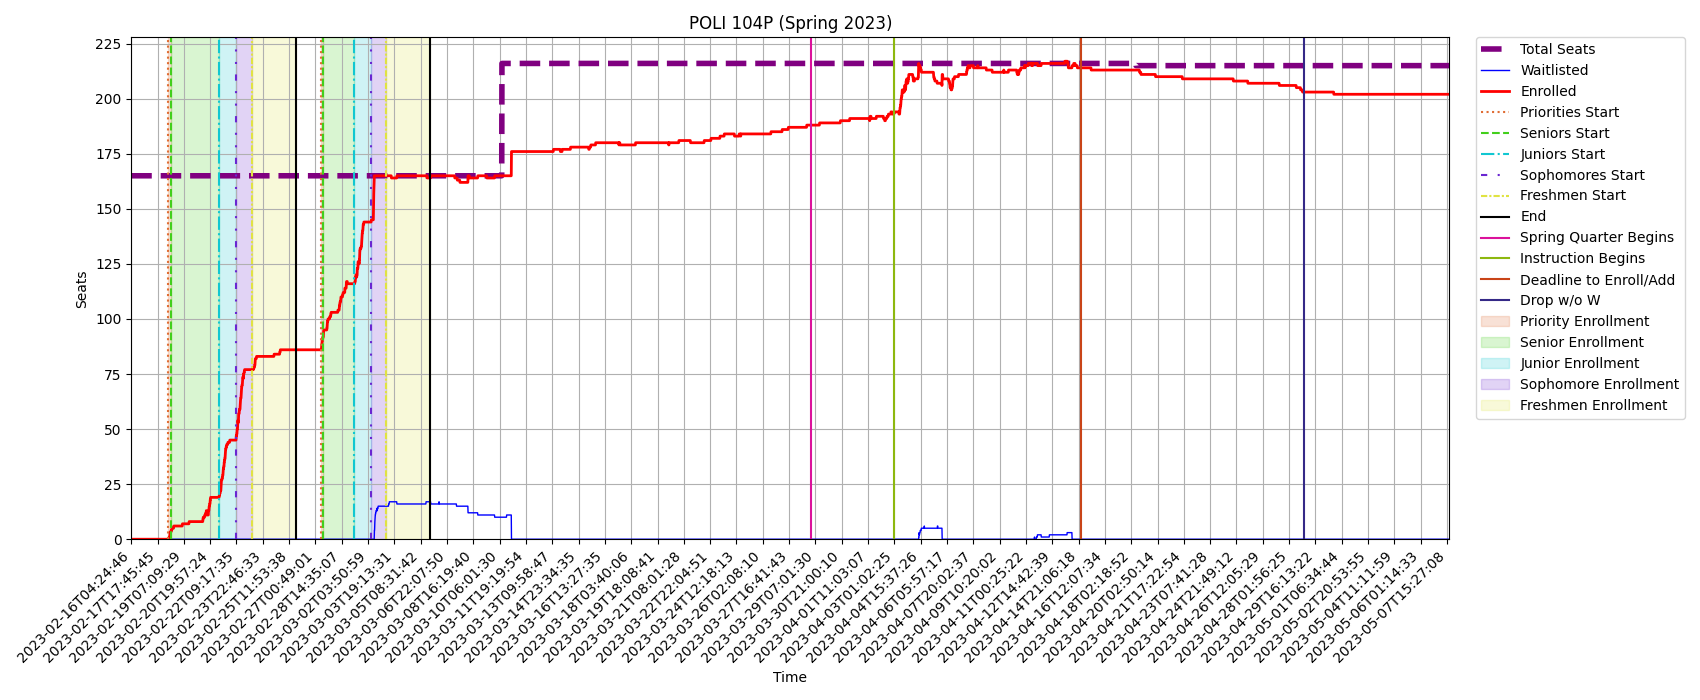 POLI 104P (Spring 2023)
Seats
225
200
175
150
125
100
75
50
25
0
2023-02-16T04:24:46
2023-02-17T17:45:45
2023-02-19T07:09:29
2023-02-20T19:57:24
2023-02-22T09:17:35
2023-02-23T22:46:33
2023-02-25T11:53:38
2023-02-27T00:49:01
2023-02-28T14:35:07
2023-03-02T03:50:59
2023-03-03T19:13:31
2023-03-05T08:31:42
2023-03-06T22:07:50
2023-03-08T16:19:40
2023-03-10T06:01:30
2023-03-11T19:19:54
2023-03-13T09:58:47
2023-03-14T23:34:35
2023-03-16T13:27:35
2023-03-18T03:40:06
2023-03-19T18:08:41
2023-03-21T08:01:28
2023-03-22T22:04:51
2023-03-24T12:18:13
2023-03-26T02:08:10
2023-03-27T16:41:43
2023-03-29T07:01:30
2023-03-30T21:00:10
2023-04-01T11:03:07
2023-04-03T01:02:25
2023-04-04T15:37:26
2023-04-06T05:57:17
2023-04-07T20:02:37
2023-04-09T10:20:02
2023-04-11T00:25:22
2023-04-12T14:42:39
2023-04-14T21:06:18
2023-04-16T12:07:34
2023-04-18T02:18:52
2023-04-20T02:50:14
2023-04-21T17:22:54
2023-04-23T07:41:28
2023-04-24T21:49:12
2023-04-26T12:05:29
2023-04-28T01:56:25
2023-04-29T16:13:22
2023-05-01T06:34:44
2023-05-02T20:53:55
2023-05-04T11:11:59
2023-05-06T01:14:33
2023-05-07T15:27:08
Time
Total Seats
Waitlisted
Enrolled
Priorities Start
Seniors Start
Juniors Start
Sophomores Start
Freshmen Start
End
Spring Quarter Begins
Instruction Begins
Deadline to Enroll/Add
Drop w/o W
Priority Enrollment
Senior Enrollment
Junior Enrollment
Sophomore Enrollment
Freshmen Enrollment